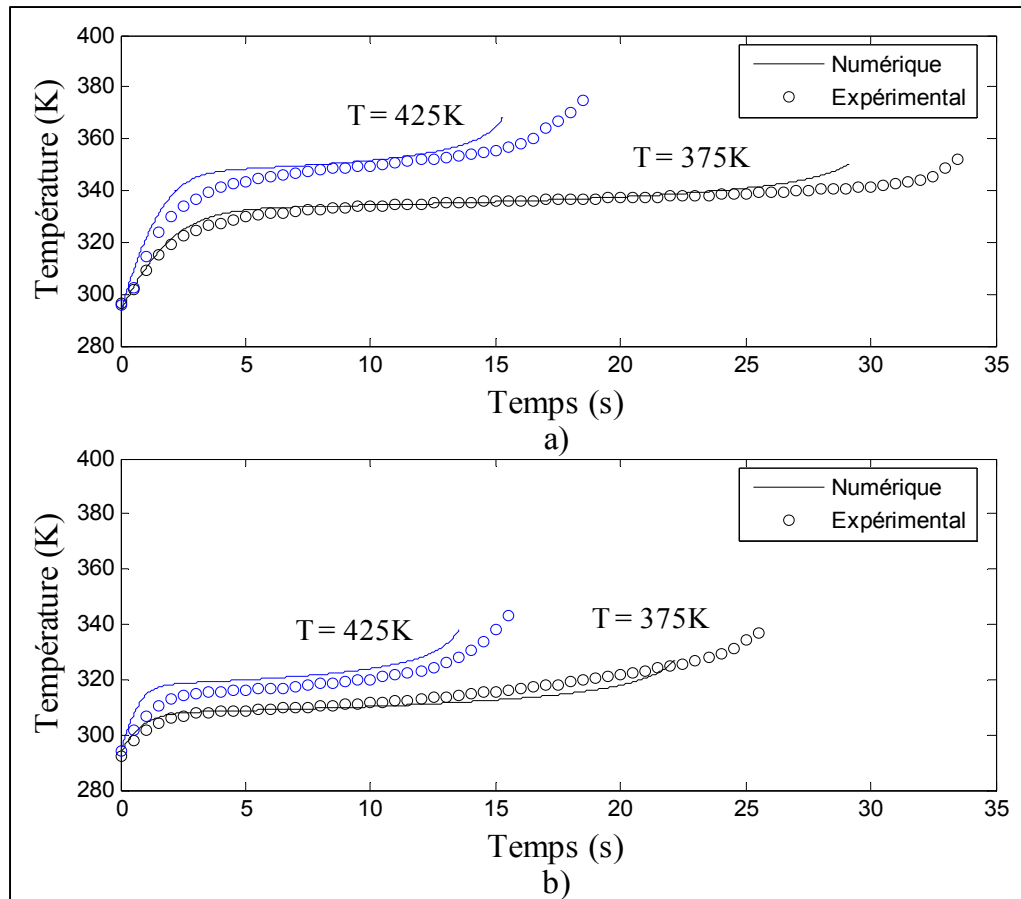 400
380
360
340
320
300
280
Température (K)
Numérique
Expérimental
T = 425K
T = 375K
0 5 10 15 20 25 30 35
Temps (s)
a)
400
380
360
340
320
300
280
Température (K)
Numérique
Expérimental
T = 425K
T = 375K
0 5 10 15 20 25 30 35
Temps (s)
b)